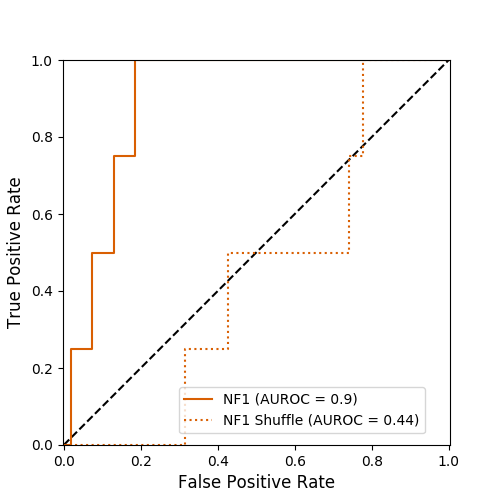 1.0
0.8
0.6
0.4
0.2
0.0
True Positive Rate
NF1 (AUROC = 0.9)
NF1 Shuffle (AUROC = 0.44)
0.0 0.2 0.4 0.6 0.8 1.0
False Positive Rate